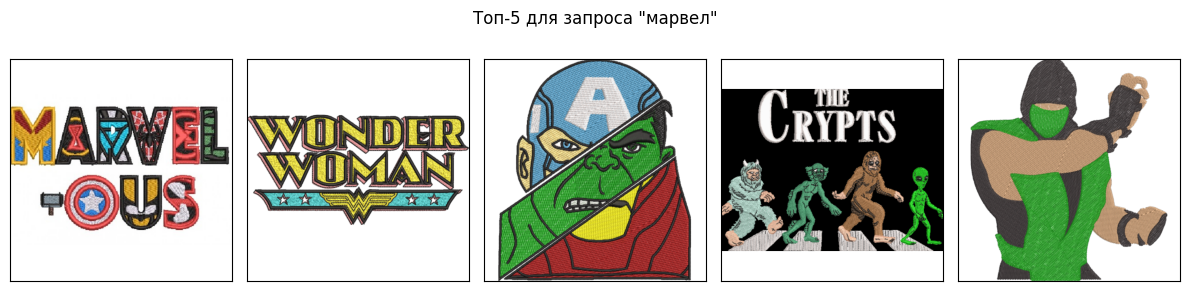 Топ-5 для запроса "марвел"
MARVEL
-OUS
WONDER
WOMAN
A
THE
CRYPTS